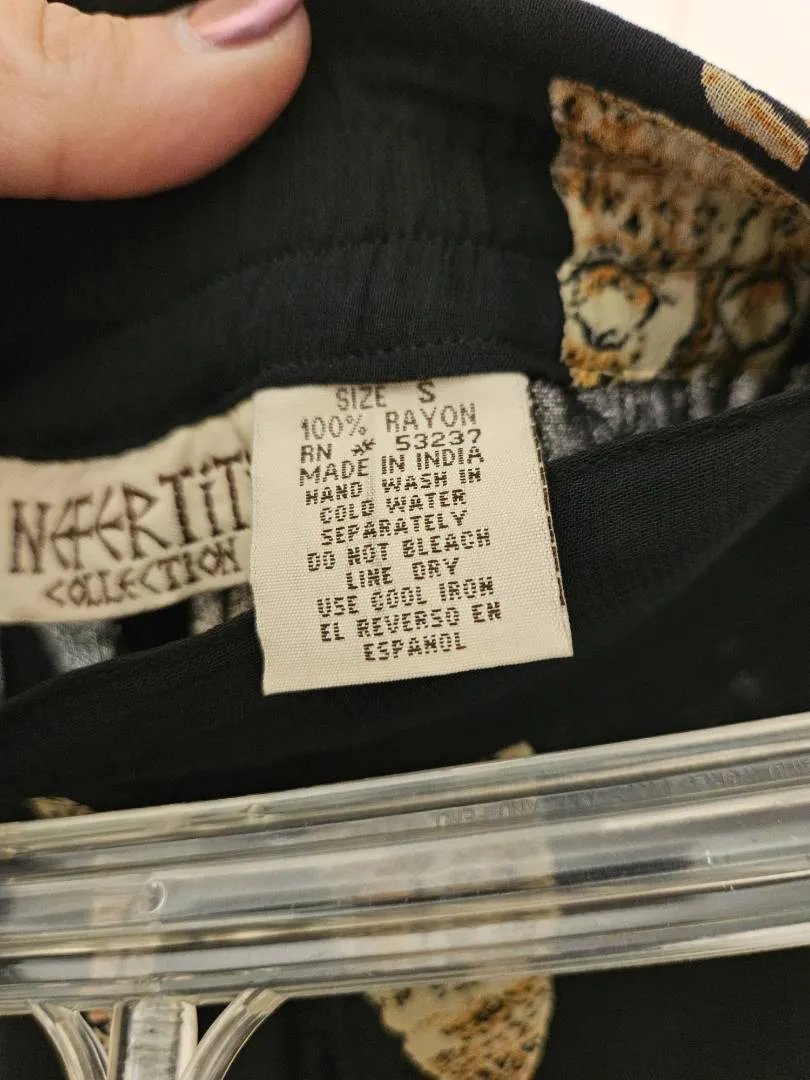 NEFERTIT
COLLECTION
SIZE S
100% RAYON
RN * 53237
MADE IN INDIA
HAND WASH IN
COLD WATER
SEPARATELY
DO NOT BLEACH
LINE DRY
USE COOL IRON
EL REVERSO EN
ESPANOL